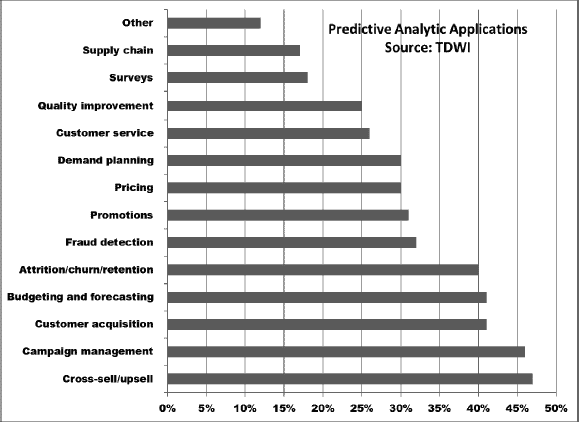 Predictive Analytic Applications
Source: TDWI
Other
Supply chain
Surveys
Quality improvement
Customer service
Demand planning
Pricing
Promotions
Fraud detection
Attrition/churn/retention
Budgeting and forecasting
Customer acquisition
Campaign management
Cross-sell/upsell
0% 5% 10% 15% 20% 25% 30% 35% 40% 45% 50%